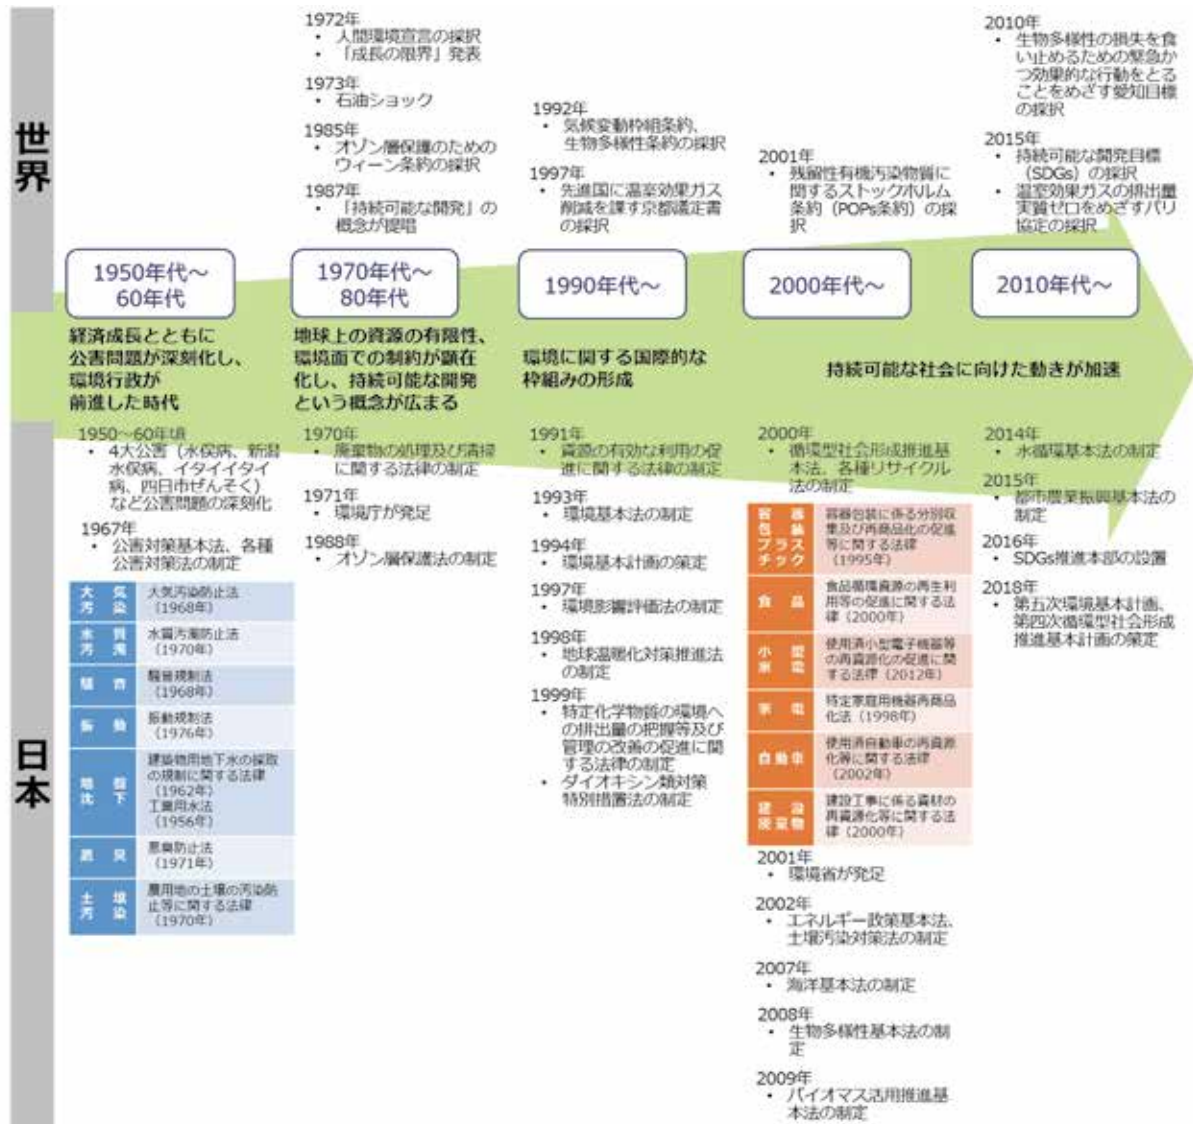 世界
1972年
• 人間環境宣言の採択
• 「成長の限界」発表
1973年
• 石油ショック
1985年
• オゾン層保護のための
ウィーン条約の採択
1987年
• 「持続可能な開発」の
概念が提唱
1992年
• 気候変動枠組条約、
生物多様性条約の採択
1997年
• 先進国に温室効果ガス
削減を課す京都議定書
の採択
2001年
• 残留性有機汚染物質に
関するストックホルム
条約（POPs条約）の採
択
2010年
• 生物多様性の損失を食
い止めるための緊急か
つ効果的な行動をとる
ことをめざす愛知目標
の採択
2015年
• 持続可能な開発目標
（SDGs）の採択
• 温室効果ガスの排出量
実質ゼロをめざすパリ
協定の採択
1950年代～
60年代
1970年代～
80年代
1990年代～
2000年代～
2010年代～
経済成長とともに
公害問題が深刻化し、
環境行政が
前進した時代
地球上の資源の有限性、
環境面での制約が顕在
化し、持続可能な開発
という概念が広まる
環境に関する国際的な
枠組みの形成
持続可能な社会に向けた動きが加速
日本
1950～60年頃
• 4大公害（水俣病、新潟
水俣病、イタイイタイ
病、四日市ぜんそく）
など公害問題の深刻化
1967年
• 公害対策基本法、各種
公害対策法の制定
大気
汚染
大気汚染防止法
（1968年）
水質
汚濁
水質汚濁防止法
（1970年）
騒音
騒音規制法
（1968年）
振動
振動規制法
（1976年）
地盤
沈下
建築物用地下水の採取
の規制に関する法律
（1962年）
工業用水法
（1956年）
悪臭
悪臭防止法
（1971年）
土壌
汚染
農用地の土壌の汚染防
止等に関する法律
（1970年）
1970年
• 廃棄物の処理及び清掃
に関する法律の制定
1971年
• 環境庁が発足
1988年
• オゾン層保護法の制定
1991年
• 資源の有効な利用の促
進に関する法律の制定
1993年
• 環境基本法の制定
1994年
• 環境基本計画の策定
1997年
• 環境影響評価法の制定
1998年
• 地球温暖化対策推進法
の制定
1999年
• 特定化学物質の環境へ
の排出量の把握等及び
管理の改善の促進に関
する法律の制定
• ダイオキシン類対策
特別措置法の制定
2000年
• 循環型社会形成推進基
本法、各種リサイクル
法の制定
容器
包装
プラス
チック
容器包装に係る分別収
集及び再商品化の促進
等に関する法律
（1995年）
食品
食品循環資源の再生利
用等の促進に関する法
律（2000年）
小型
家電
使用済小型電子機器等
の再資源化の促進に関
する法律（2012年）
家電
特定家庭用機器再商品
化法（1998年）
自動車
使用済自動車の再資源
化等に関する法律
（2002年）
建設
廃棄物
建設工事に係る資材の
再資源化等に関する法
律（2000年）
2001年
• 環境省が発足
2002年
• エネルギー政策基本法、
土壌汚染対策法の制定
2007年
• 海洋基本法の制定
2008年
• 生物多様性基本法の制
定
2009年
• バイオマス活用推進基
本法の制定
2014年
• 水循環基本法の制定
2015年
• 都市農業振興基本法の
制定
2016年
• SDGs推進本部の設置
2018年
• 第五次環境基本計画、
第四次循環型社会形成
推進基本計画の策定